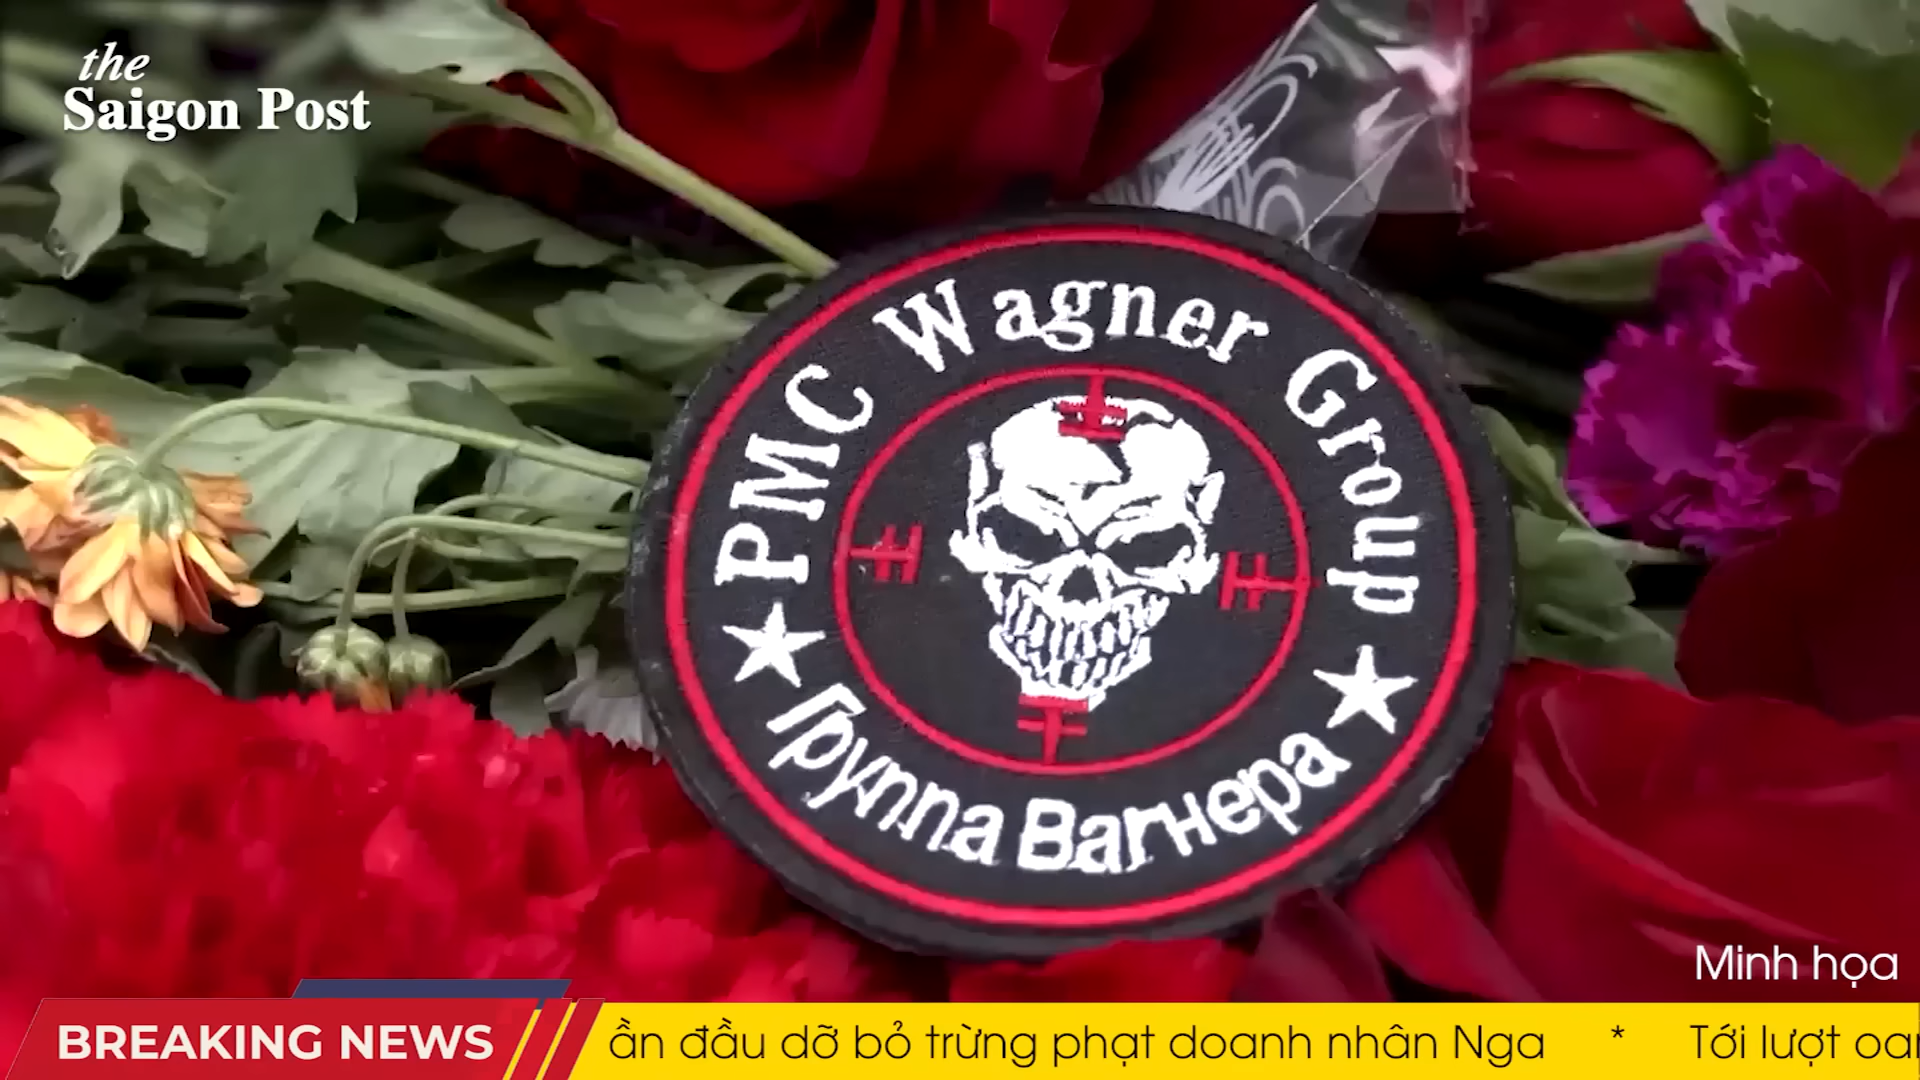 the
Saigon Post
PMC Wagner Group
Группа Вагнера
Minh họa
BREAKING NEWS
ần đầu dỡ bỏ trừng phạt doanh nhân Nga * Tới lượt